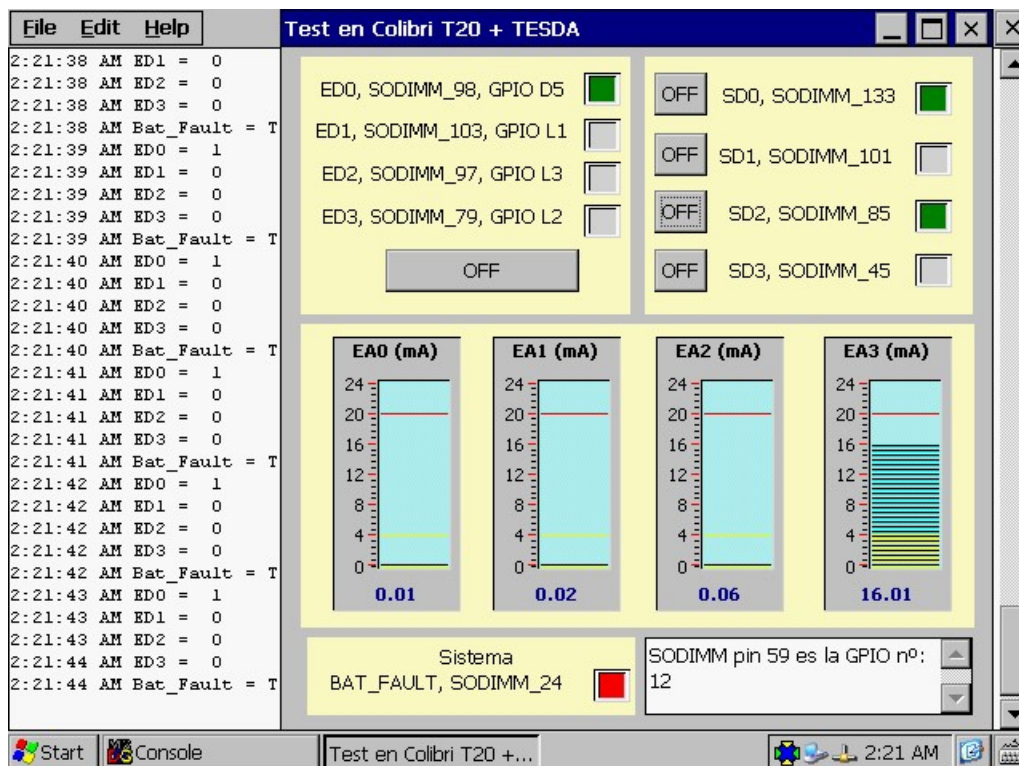 File Edit Help
2:21:38 AM ED1 = 0
2:21:38 AM ED2 = 0
2:21:38 AM ED3 = 0
2:21:38 AM Bat_Fault = T
2:21:39 AM ED0 = 1
2:21:39 AM ED1 = 0
2:21:39 AM ED2 = 0
2:21:39 AM ED3 = 0
2:21:39 AM Bat_Fault = T
2:21:40 AM ED0 = 1
2:21:40 AM ED1 = 0
2:21:40 AM ED2 = 0
2:21:40 AM ED3 = 0
2:21:40 AM Bat_Fault = T
2:21:41 AM ED0 = 1
2:21:41 AM ED1 = 0
2:21:41 AM ED2 = 0
2:21:41 AM ED3 = 0
2:21:41 AM Bat_Fault = T
2:21:42 AM ED0 = 1
2:21:42 AM ED1 = 0
2:21:42 AM ED2 = 0
2:21:42 AM ED3 = 0
2:21:42 AM Bat_Fault = T
2:21:43 AM ED0 = 1
2:21:43 AM ED1 = 0
2:21:43 AM ED2 = 0
2:21:44 AM ED3 = 0
2:21:44 AM Bat_Fault = T
Test en Colibri T20 + TESDA
ED0, SODIMM_98, GPIO D5
ED1, SODIMM_103, GPIO L1
ED2, SODIMM_97, GPIO L3
ED3, SODIMM_79, GPIO L2
OFF
OFF SD0, SODIMM_133
OFF SD1, SODIMM_101
OFF SD2, SODIMM_85
OFF SD3, SODIMM_45
EA0 (mA)
24
20
16
12
8
4
0
0.01
EA1 (mA)
24
20
16
12
8
4
0
0.02
EA2 (mA)
24
20
16
12
8
4
0
0.06
EA3 (mA)
24
20
16
12
8
4
0
16.01
Sistema
BAT_FAULT, SODIMM_24
SODIMM pin 59 es la GPIO nº:
12
Start Console Test en Colibri T20 +... 2:21 AM